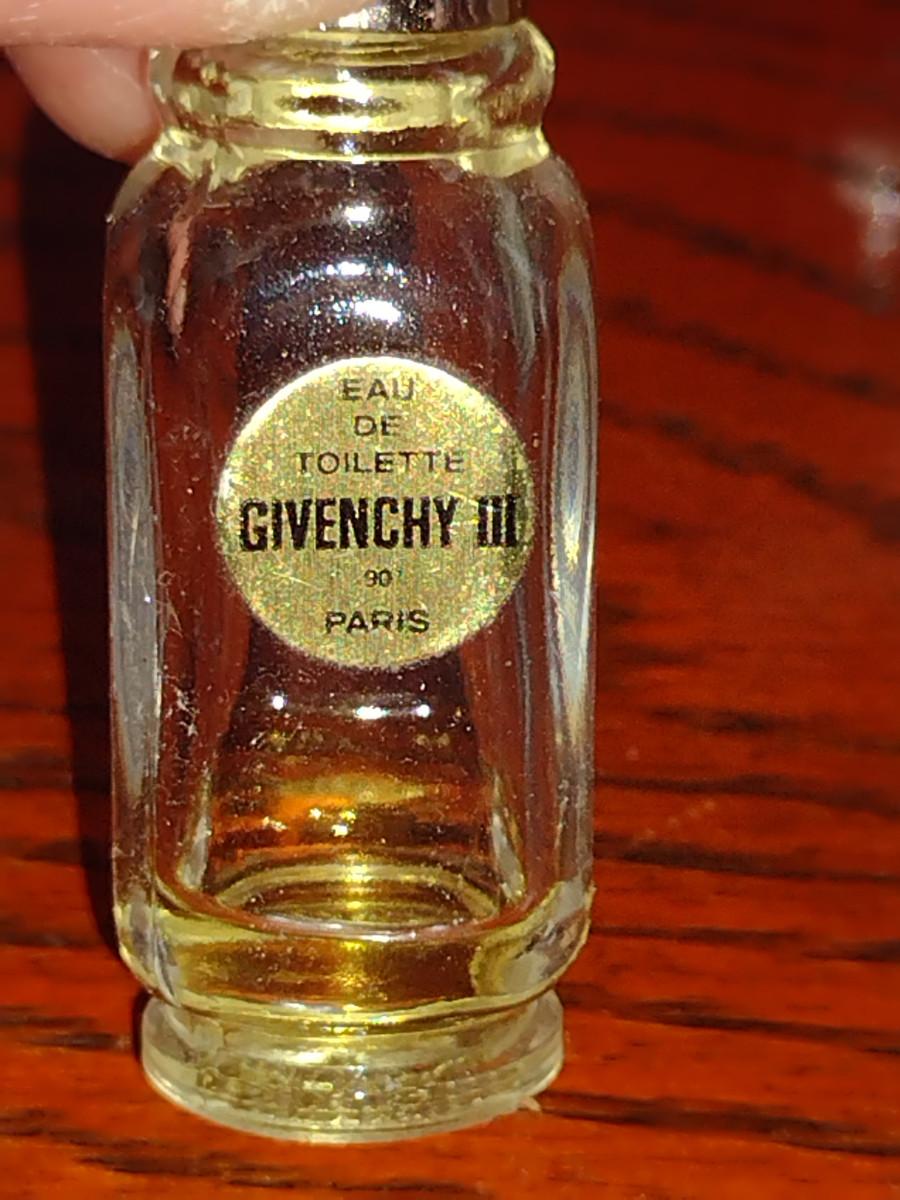 EAU
DE
TOILETTE
GIVENCHY III
90°
PARIS